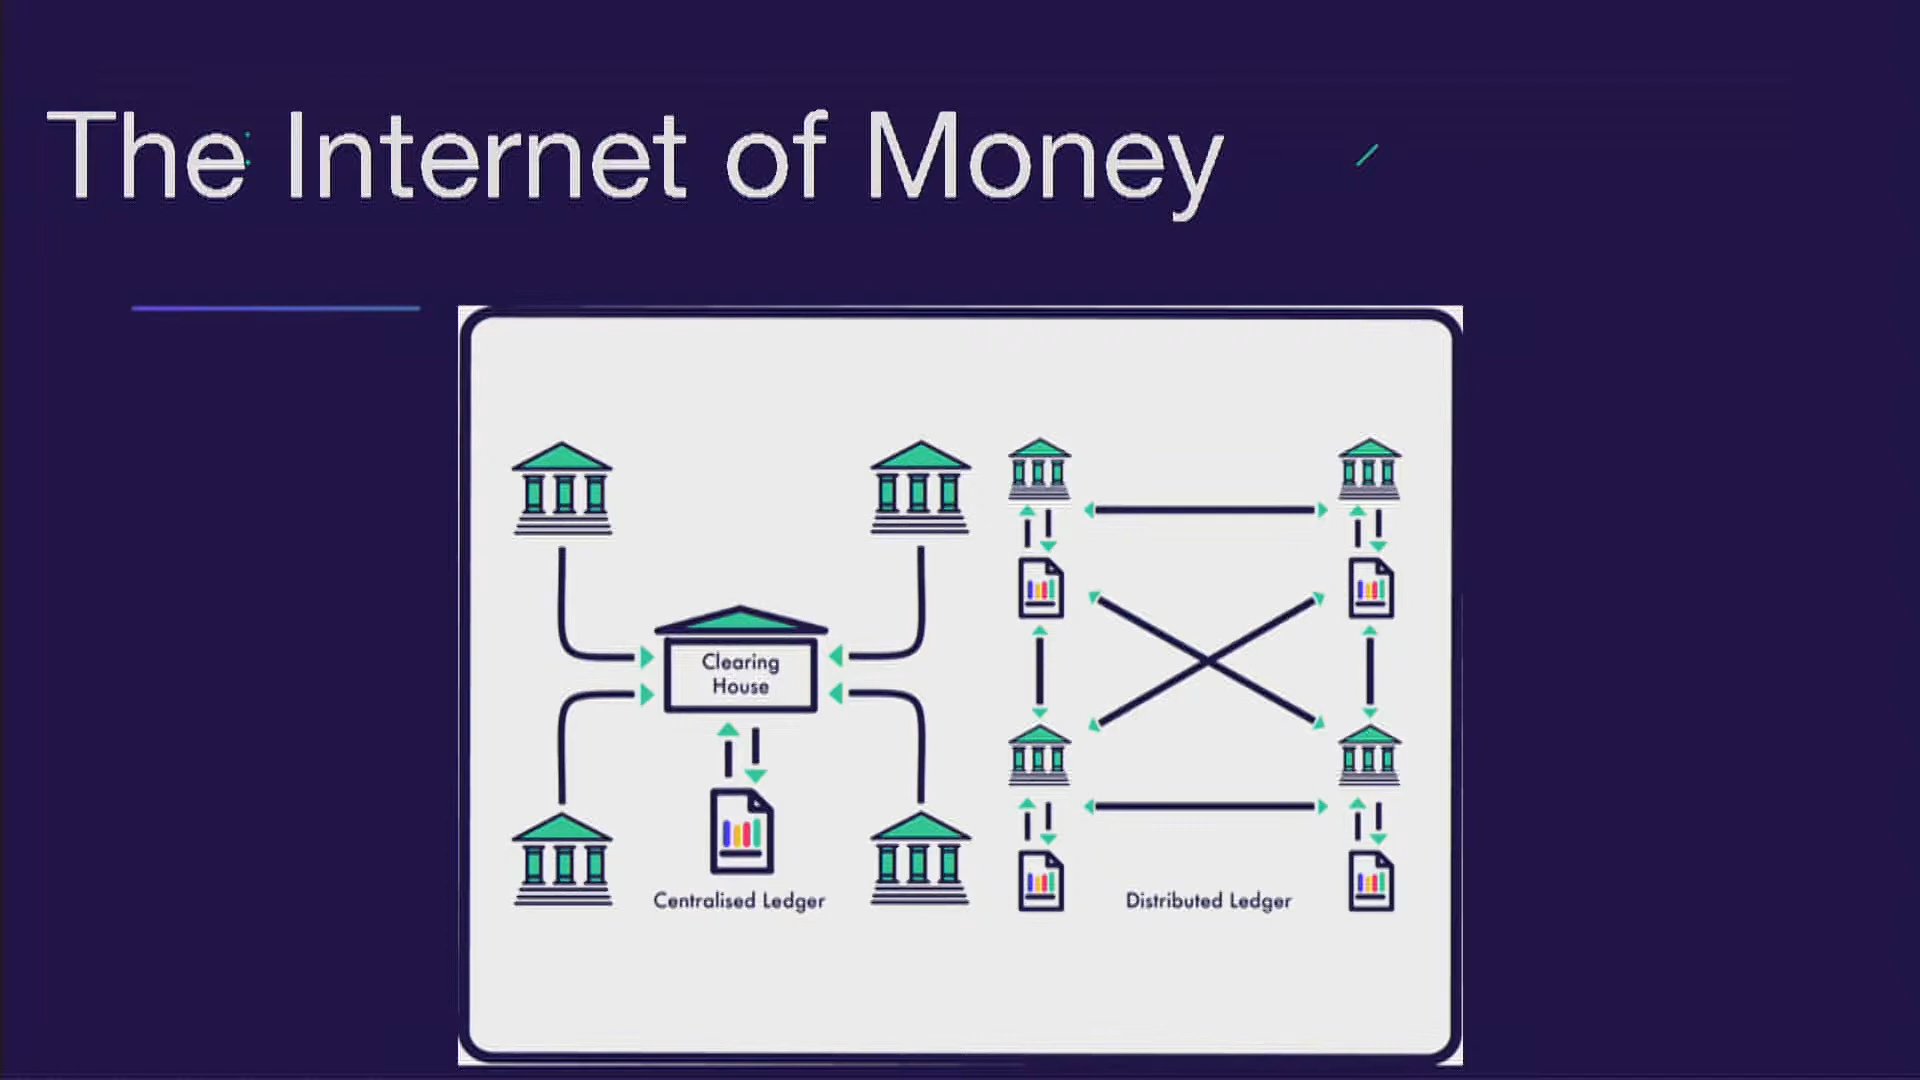 The Internet of Money
Clearing
House
Centralised Ledger
Distributed Ledger